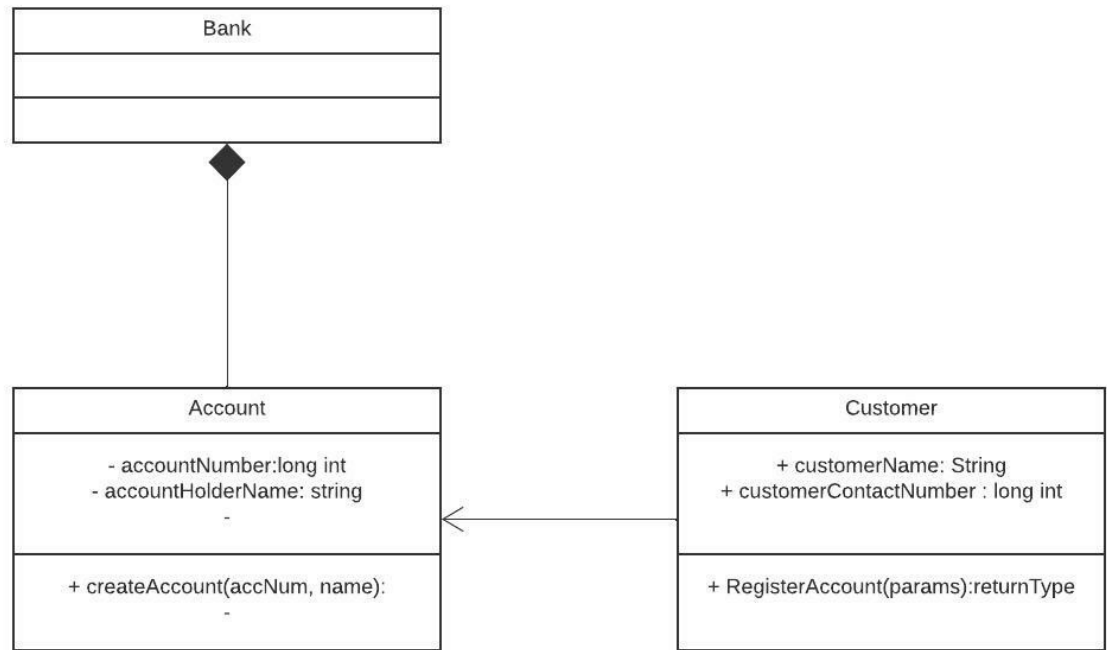 Bank
Account
- accountNumber:long int
- accountHolderName: string
-
+ createAccount(accNum, name):
-
Customer
+ customerName: String
+ customerContactNumber : long int
+ RegisterAccount(params):returnType